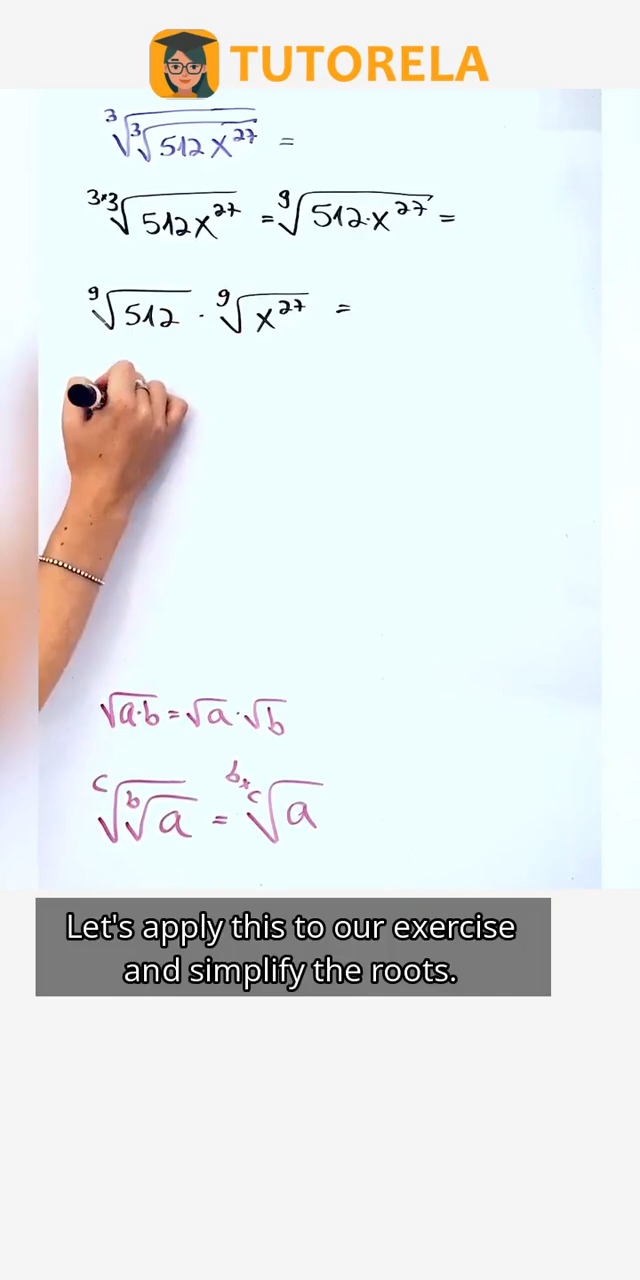 TUTORELA
∛∛512x²⁷ =
³ˣ³√512x²⁷ = ⁹√512·x²⁷ =
⁹√512 · ⁹√x²⁷ =
√a·b = √a · √b
ᶜ√ᵇ√a = ᵇˣᶜ√a
Let's apply this to our exercise
and simplify the roots.